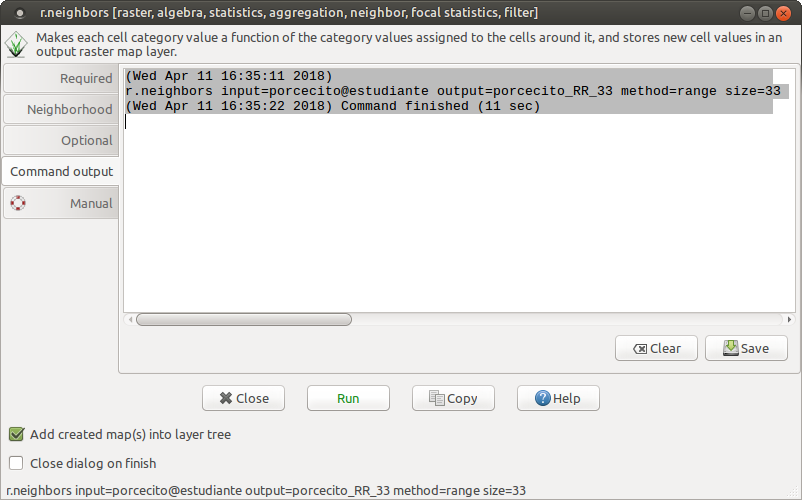 r.neighbors [raster, algebra, statistics, aggregation, neighbor, focal statistics, filter]
Makes each cell category value a function of the category values assigned to the cells around it, and stores new cell values in an
output raster map layer.
Required
Neighborhood
Optional
Command output
Manual
(Wed Apr 11 16:35:11 2018)
r.neighbors input=porcecito@estudiante output=porcecito_RR_33 method=range size=33
(Wed Apr 11 16:35:22 2018) Command finished (11 sec)
Clear
Save
Close
Run
Copy
Help
Add created map(s) into layer tree
Close dialog on finish
r.neighbors input=porcecito@estudiante output=porcecito_RR_33 method=range size=33